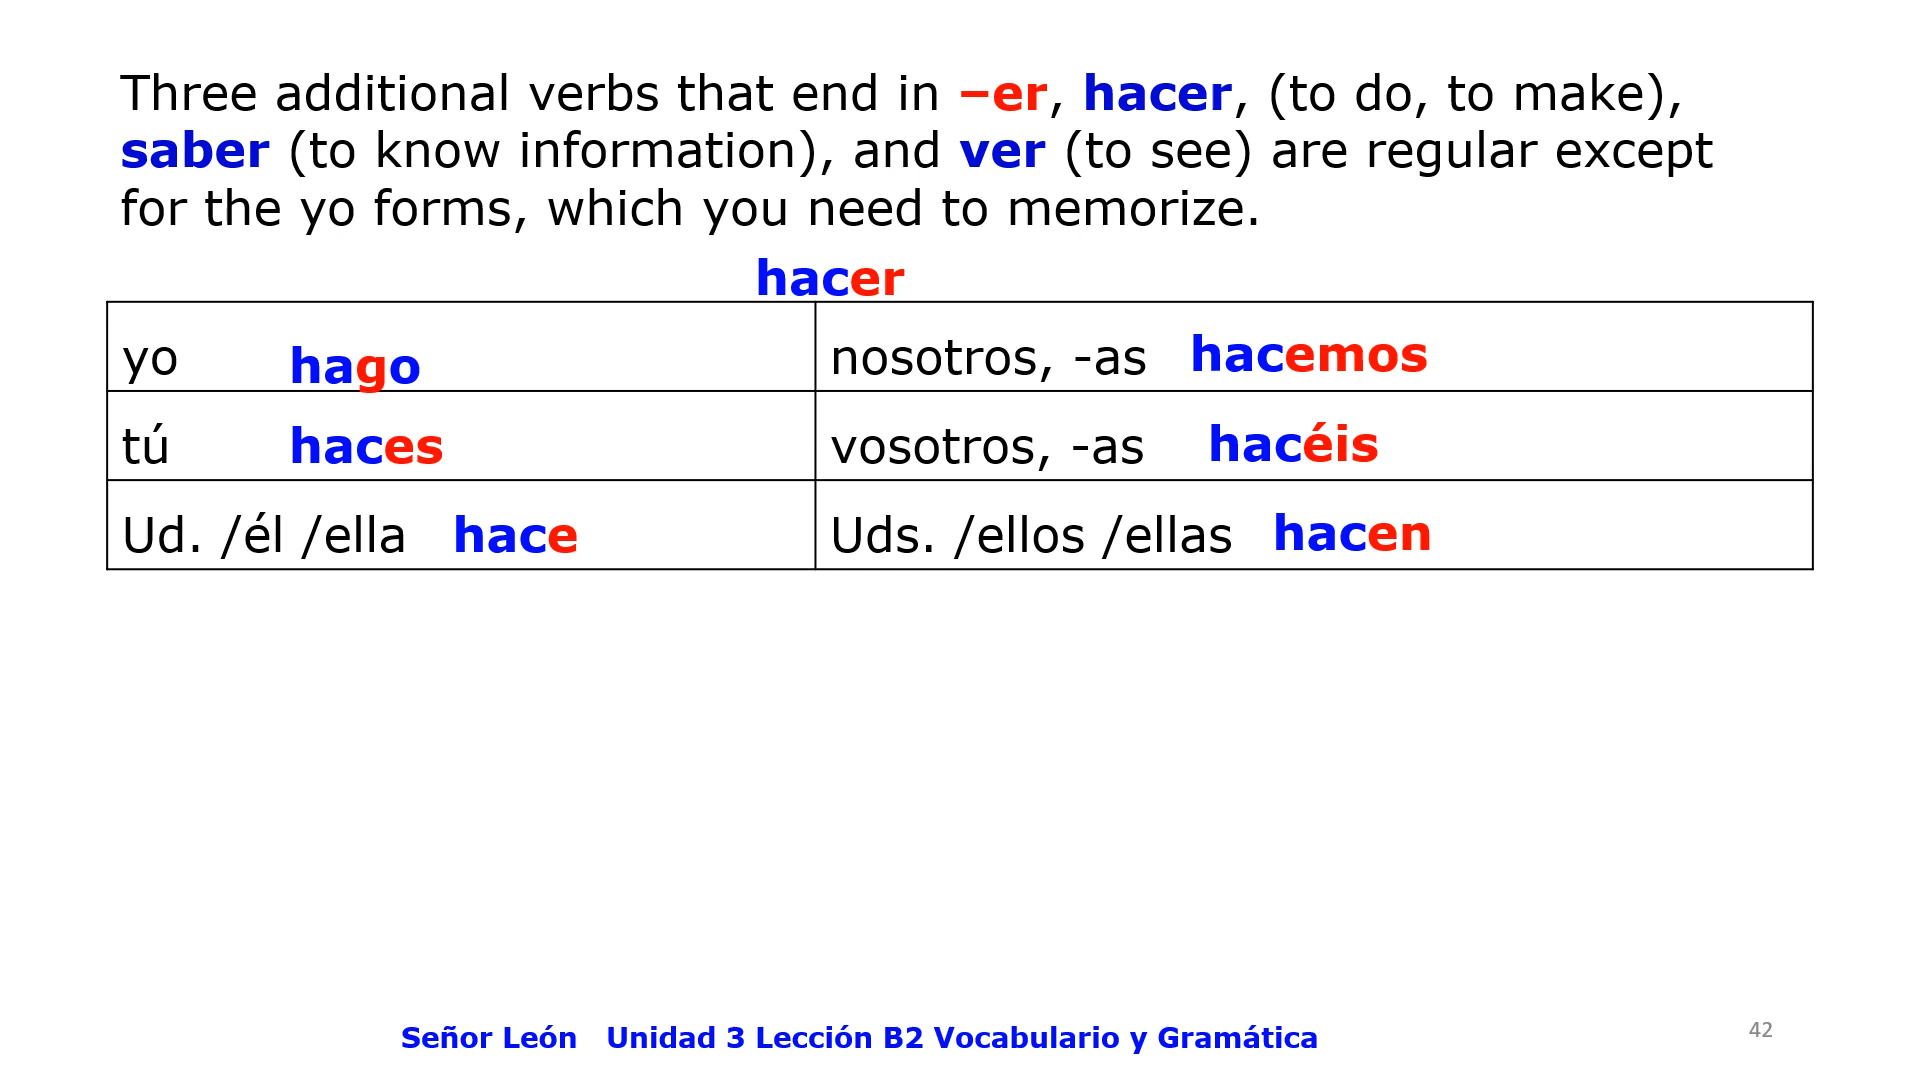 Three additional verbs that end in –er, hacer, (to do, to make),
saber (to know information), and ver (to see) are regular except
for the yo forms, which you need to memorize.
hacer
yo hago nosotros, -as hacemos
tú haces vosotros, -as hacéis
Ud. /él /ella hace Uds. /ellos /ellas hacen
Señor León Unidad 3 Lección B2 Vocabulario y Gramática 42